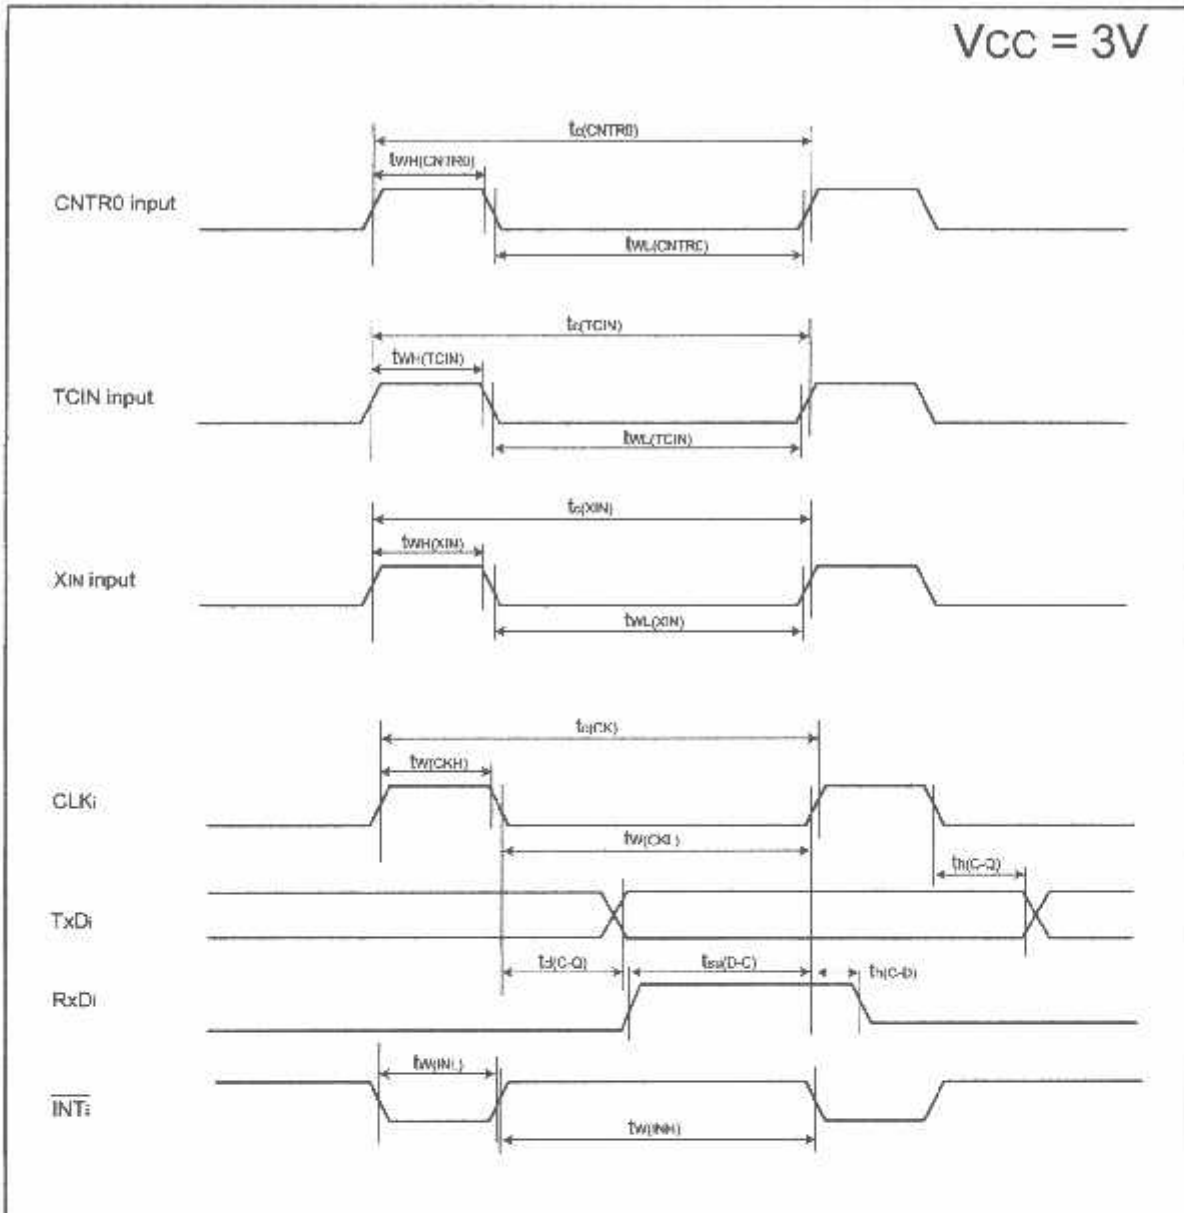 Vcc = 3V
tc(CNTR0)
tWH(CNTR0)
CNTR0 input
tWL(CNTR0)
tc(TCIN)
tWH(TCIN)
TCIN input
tWL(TCIN)
tc(XIN)
tWH(XIN)
XIN input
tWL(XIN)
tc(CK)
tW(CKH)
CLKi
tW(CKL)
th(C-Q)
TxDi
td(C-Q)
tsu(D-C)
th(C-D)
RxDi
tW(INL)
INTi
tW(INH)